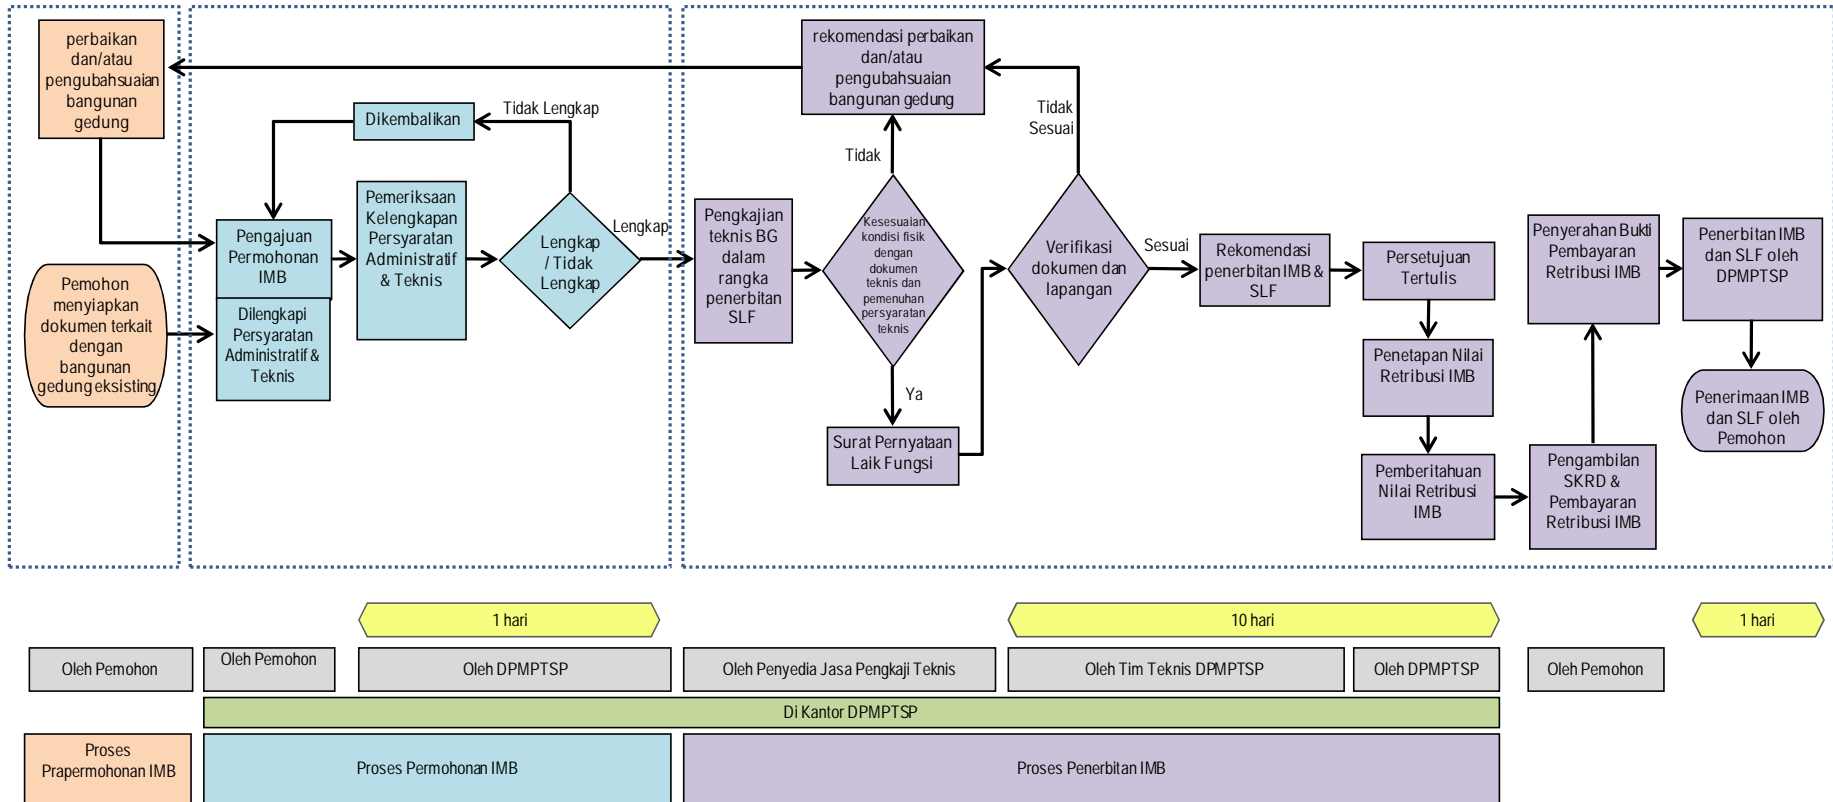 perbaikan
dan/atau
pengubahsuaian
bangunan
gedung
Pemohon
menyiapkan
dokumen terkait
dengan
bangunan
gedung eksisting
Dikembalikan
Tidak Lengkap
Pengajuan
Permohonan
IMB
Dilengkapi
Persyaratan
Administratif &
Teknis
Pemeriksaan
Kelengkapan
Persyaratan
Administratif
& Teknis
Lengkap
/ Tidak
Lengkap
Lengkap
rekomendasi perbaikan
dan/atau
pengubahsuaian
bangunan gedung
Tidak
Tidak
Sesuai
Pengkajian
teknis BG
dalam
rangka
penerbitan
SLF
Kesesuaian
kondisi fisik
dengan
dokumen
teknis dan
pemenuhan
persyaratan
teknis
Ya
Surat Pernyataan
Laik Fungsi
Verifikasi
dokumen dan
lapangan
Sesuai
Rekomendasi
penerbitan IMB &
SLF
Persetujuan
Tertulis
Penetapan Nilai
Retribusi IMB
Pemberitahuan
Nilai Retribusi
IMB
Pengambilan
SKRD &
Pembayaran
Retribusi IMB
Penyerahan Bukti
Pembayaran
Retribusi IMB
Penerbitan IMB
dan SLF oleh
DPMPTSP
Penerimaan IMB
dan SLF oleh
Pemohon
1 hari
10 hari
1 hari
Oleh Pemohon
Oleh Pemohon
Oleh DPMPTSP
Oleh Penyedia Jasa Pengkaji Teknis
Oleh Tim Teknis DPMPTSP
Oleh DPMPTSP
Oleh Pemohon
Di Kantor DPMPTSP
Proses
Prapermohonan IMB
Proses Permohonan IMB
Proses Penerbitan IMB